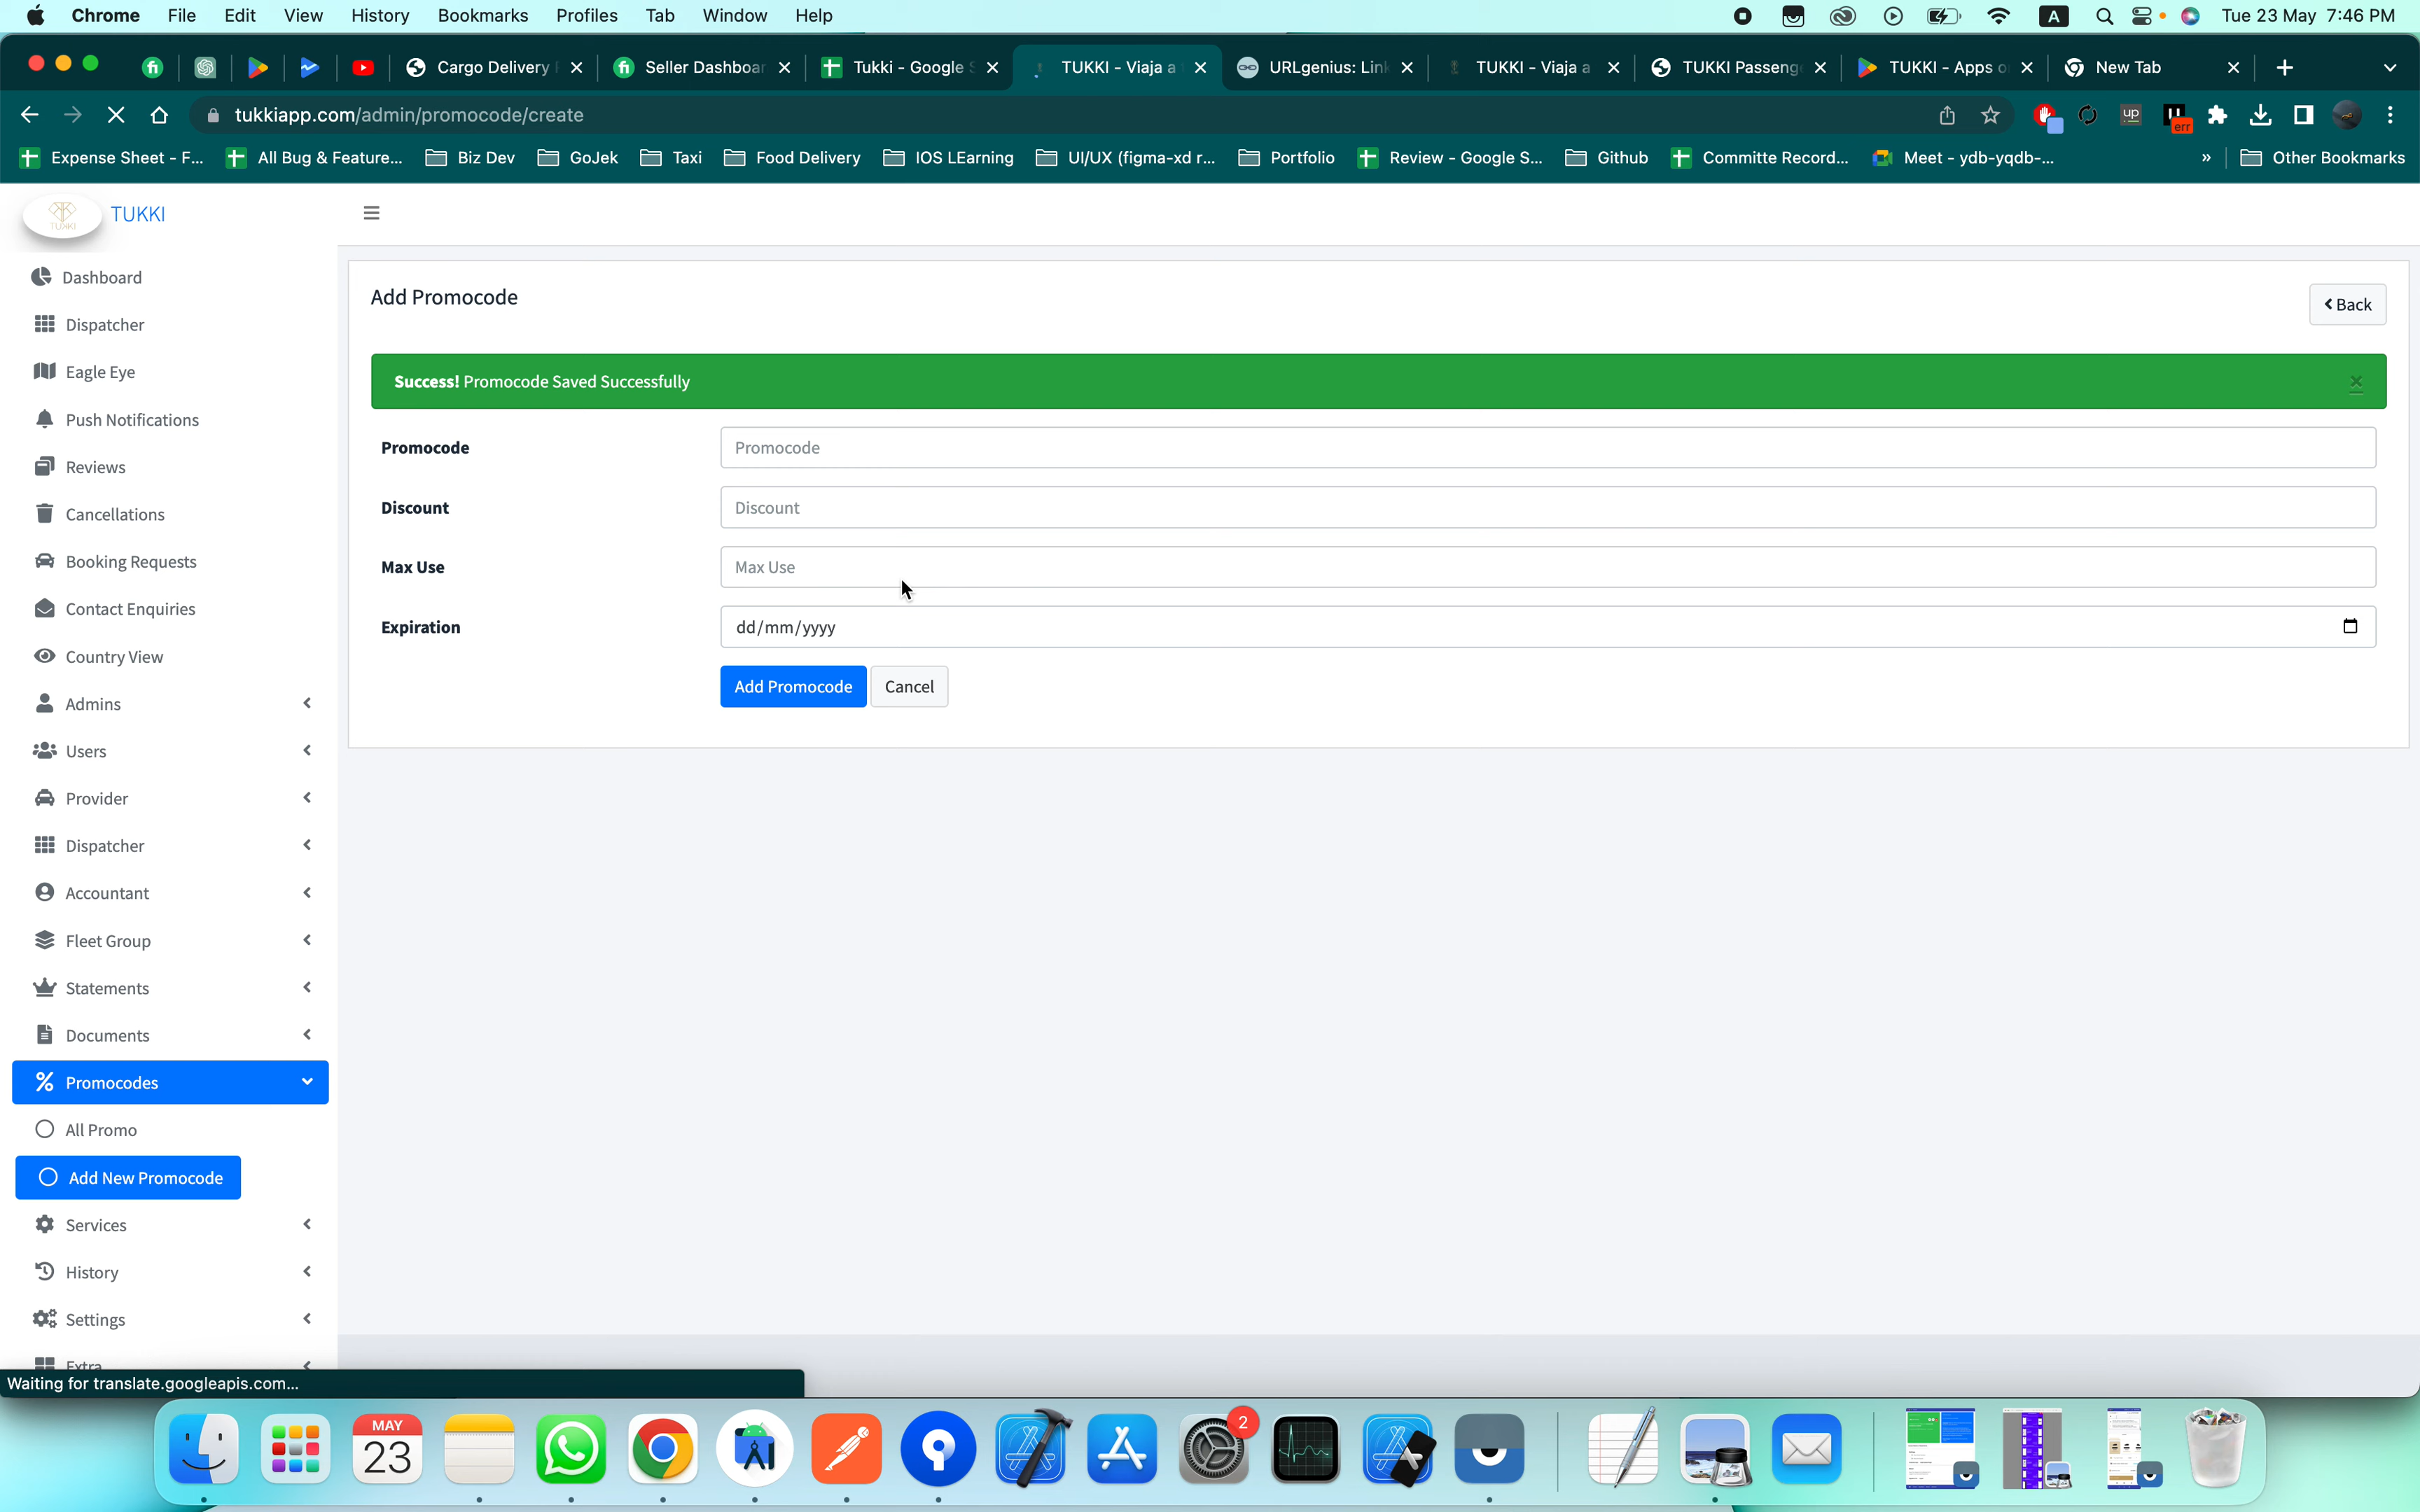 Chrome File Edit View History Bookmarks Profiles Tab Window Help A Tue 23 May 7:46 PM
Cargo Delivery Seller Dashboar Tukki - Google S TUKKI - Viaja a URLgenius: Link TUKKI - Viaja a TUKKI Passeng TUKKI - Apps o New Tab
tukkiapp.com/admin/promocode/create up err
Expense Sheet - F... All Bug & Feature... Biz Dev GoJek Taxi Food Delivery IOS LEarning UI/UX (figma-xd r... Portfolio Review - Google S... Github Committe Record... Meet - ydb-yqdb-... » Other Bookmarks
TUKKI TUKKI
Dashboard
Dispatcher
Eagle Eye
Push Notifications
Reviews
Cancellations
Booking Requests
Contact Enquiries
Country View
Admins
Users
Provider
Dispatcher
Accountant
Fleet Group
Statements
Documents
Promocodes
All Promo
Add New Promocode
Services
History
Settings
Extra
Add Promocode
Back
Success! Promocode Saved Successfully
Promocode Promocode
Discount Discount
Max Use Max Use
Expiration dd/mm/yyyy
Add Promocode Cancel
Waiting for translate.googleapis.com...
MAY
23
2